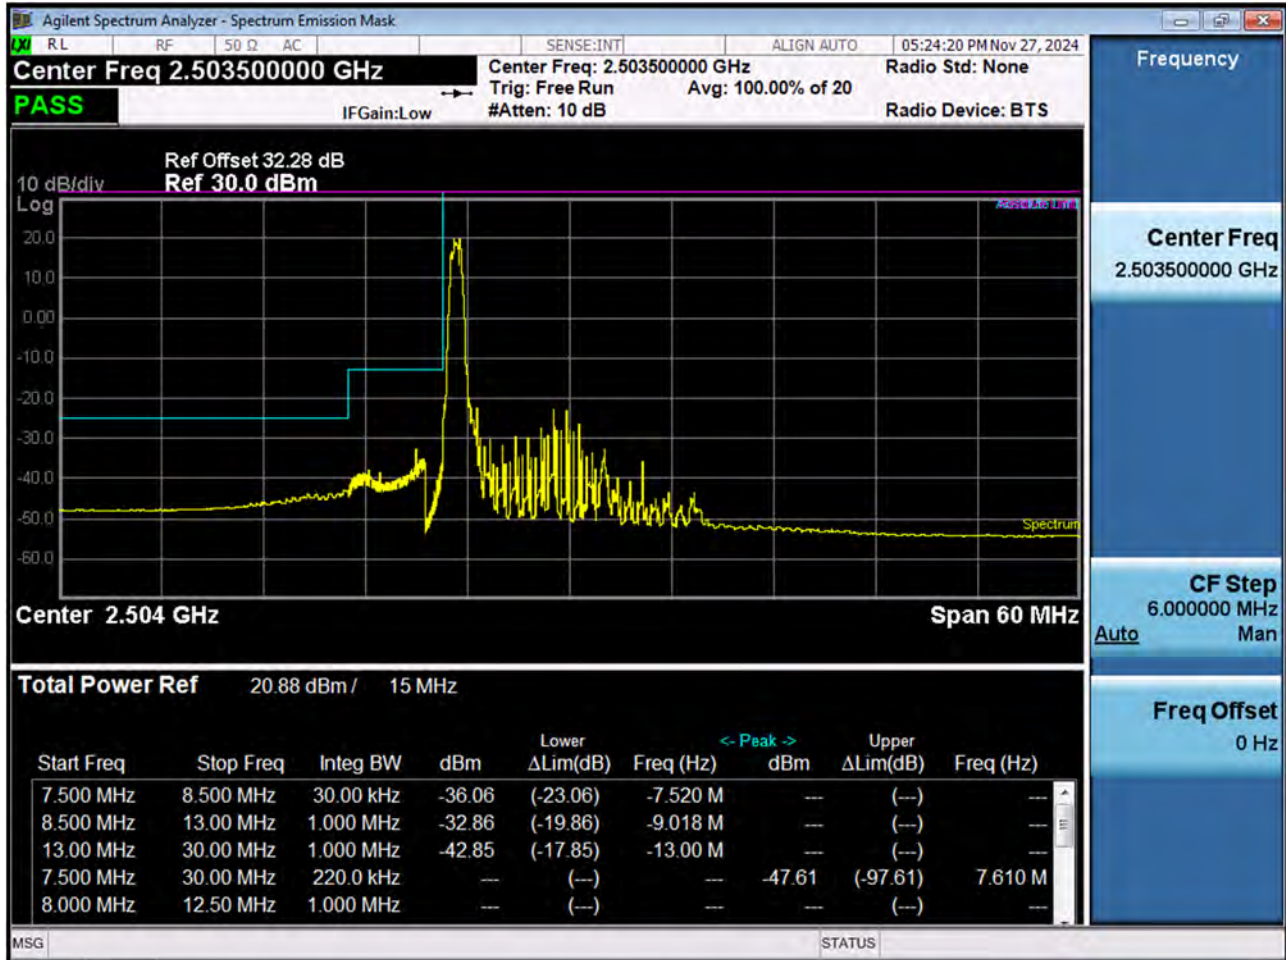 Agilent Spectrum Analyzer - Spectrum Emission Mask
LXI RL RF 50 Ω AC SENSE:INT ALIGN AUTO 05:24:20 PM Nov 27, 2024
Center Freq 2.503500000 GHz
Center Freq: 2.503500000 GHz
Radio Std: None
Trig: Free Run
Avg: 100.00% of 20
PASS
IFGain:Low
#Atten: 10 dB
Radio Device: BTS
Ref Offset 32.28 dB
10 dB/div
Ref 30.0 dBm
Log
Absolute Limit
20.0
10.0
0.00
-10.0
-20.0
-30.0
-40.0
-50.0
Spectrum
-60.0
Center 2.504 GHz
Span 60 MHz
Total Power Ref 20.88 dBm / 15 MHz
Lower <- Peak -> Upper
Start Freq Stop Freq Integ BW dBm ΔLim(dB) Freq (Hz) dBm ΔLim(dB) Freq (Hz)
7.500 MHz 8.500 MHz 30.00 kHz -36.06 (-23.06) -7.520 M --- (---) ---
8.500 MHz 13.00 MHz 1.000 MHz -32.86 (-19.86) -9.018 M --- (---) ---
13.00 MHz 30.00 MHz 1.000 MHz -42.85 (-17.85) -13.00 M --- (---) ---
7.500 MHz 30.00 MHz 220.0 kHz --- (---) --- -47.61 (-97.61) 7.610 M
8.000 MHz 12.50 MHz 1.000 MHz --- (---) --- --- (---) ---
MSG
STATUS
Frequency
Center Freq
2.503500000 GHz
CF Step
6.000000 MHz
Auto Man
Freq Offset
0 Hz